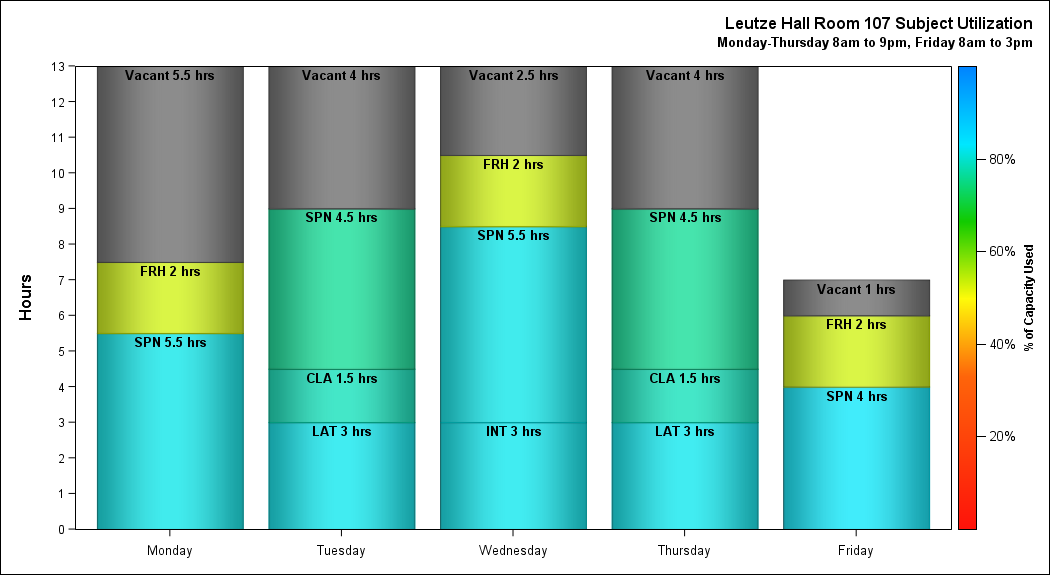 Leutze Hall Room 107 Subject Utilization
Monday-Thursday 8am to 9pm, Friday 8am to 3pm
Hours
13
12
11
10
9
8
7
6
5
4
3
2
1
0
Vacant 5.5 hrs
FRH 2 hrs
SPN 5.5 hrs
Monday
Vacant 4 hrs
SPN 4.5 hrs
CLA 1.5 hrs
LAT 3 hrs
Tuesday
Vacant 2.5 hrs
FRH 2 hrs
SPN 5.5 hrs
INT 3 hrs
Wednesday
Vacant 4 hrs
SPN 4.5 hrs
CLA 1.5 hrs
LAT 3 hrs
Thursday
Vacant 1 hrs
FRH 2 hrs
SPN 4 hrs
Friday
80%
60%
40%
20%
% of Capacity Used